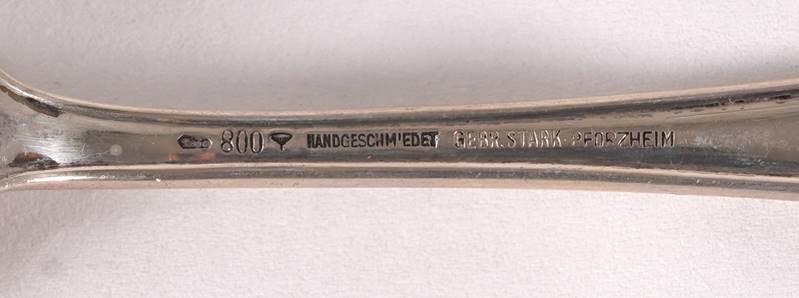 800 HANDGESCHMIEDET GEBR. STARK PFORZHEIM